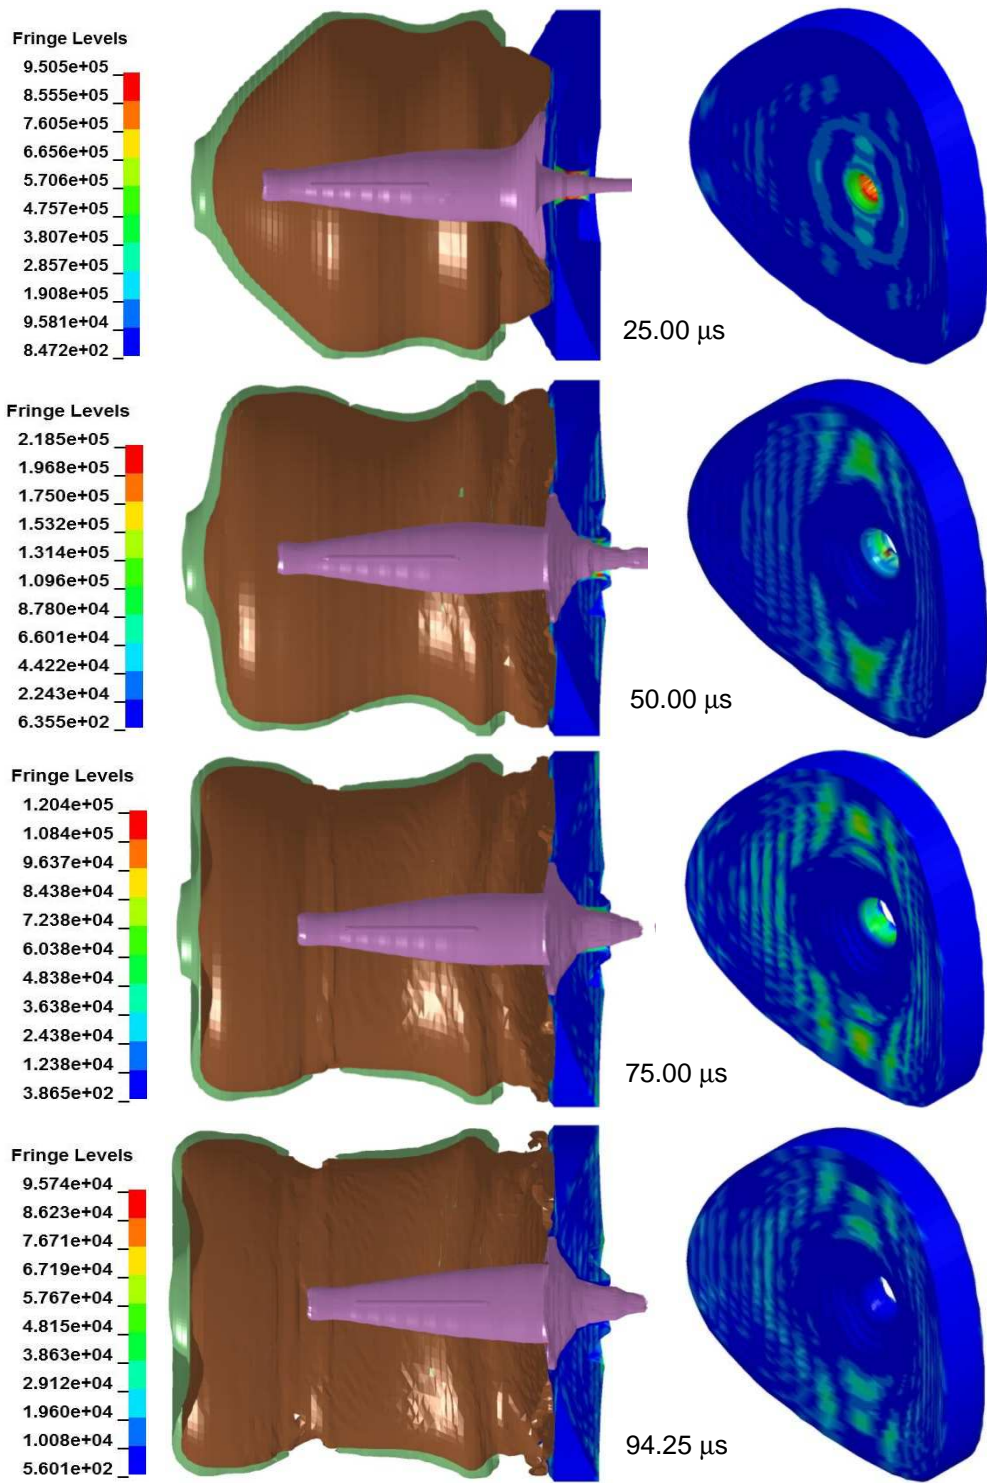 Fringe Levels
9.505e+05
8.555e+05
7.605e+05
6.656e+05
5.706e+05
4.757e+05
3.807e+05
2.857e+05
1.908e+05
9.581e+04
8.472e+02
25.00 μs
Fringe Levels
2.185e+05
1.968e+05
1.750e+05
1.532e+05
1.314e+05
1.096e+05
8.780e+04
6.601e+04
4.422e+04
2.243e+04
6.355e+02
50.00 μs
Fringe Levels
1.204e+05
1.084e+05
9.637e+04
8.438e+04
7.238e+04
6.038e+04
4.838e+04
3.638e+04
2.438e+04
1.238e+04
3.865e+02
75.00 μs
Fringe Levels
9.574e+04
8.623e+04
7.671e+04
6.719e+04
5.767e+04
4.815e+04
3.863e+04
2.912e+04
1.960e+04
1.008e+04
5.601e+02
94.25 μs